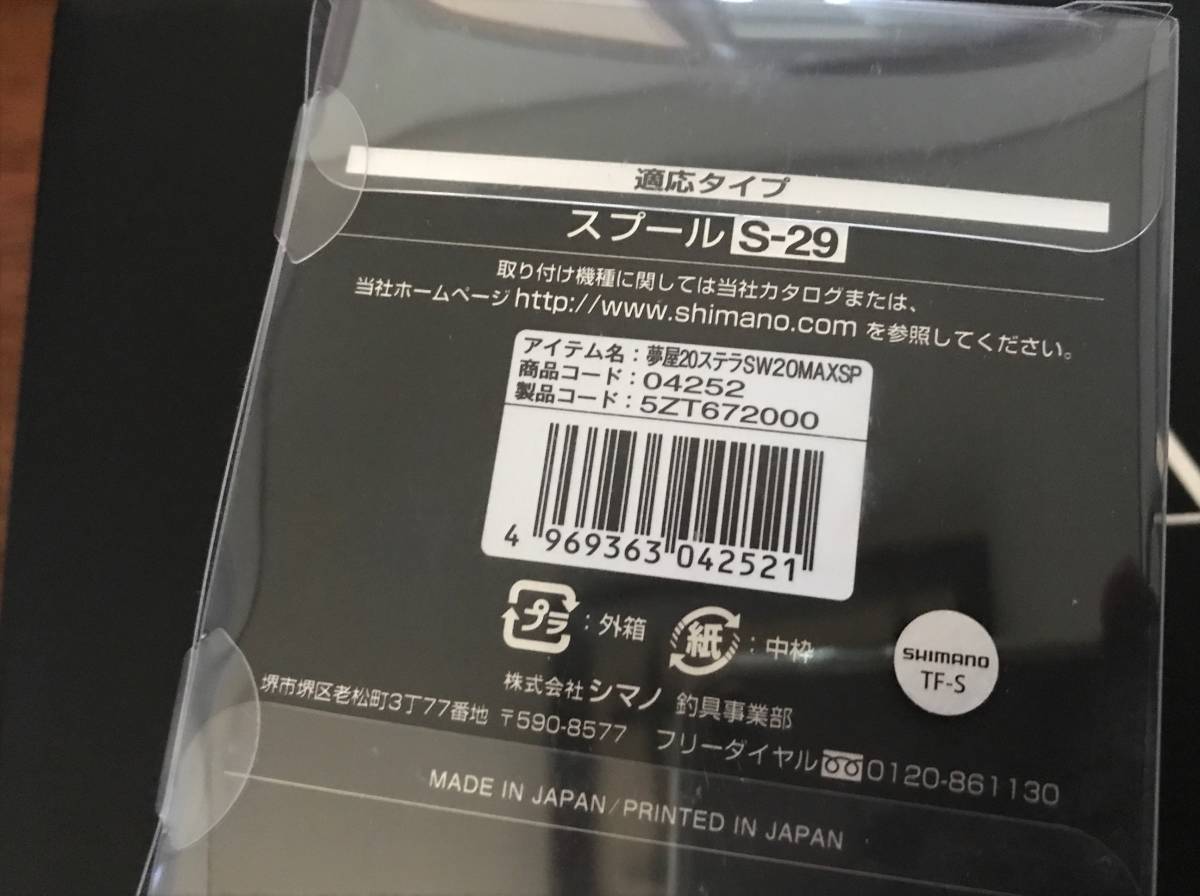 適応タイプ
スプール S-29
取り付け機種に関しては当社カタログまたは、
当社ホームページhttp://www.shimano.com を参照してください。
アイテム名：夢屋20ステラSW20MAXSP
商品コード：04252
製品コード：5ZT672000
4 969363 042521
プラ：外箱 紙：中枠
SHIMANO
TF-S
株式会社 シマノ 釣具事業部
堺市堺区老松町3丁77番地 〒590-8577 フリーダイヤル 0120-861130
MADE IN JAPAN/PRINTED IN JAPAN